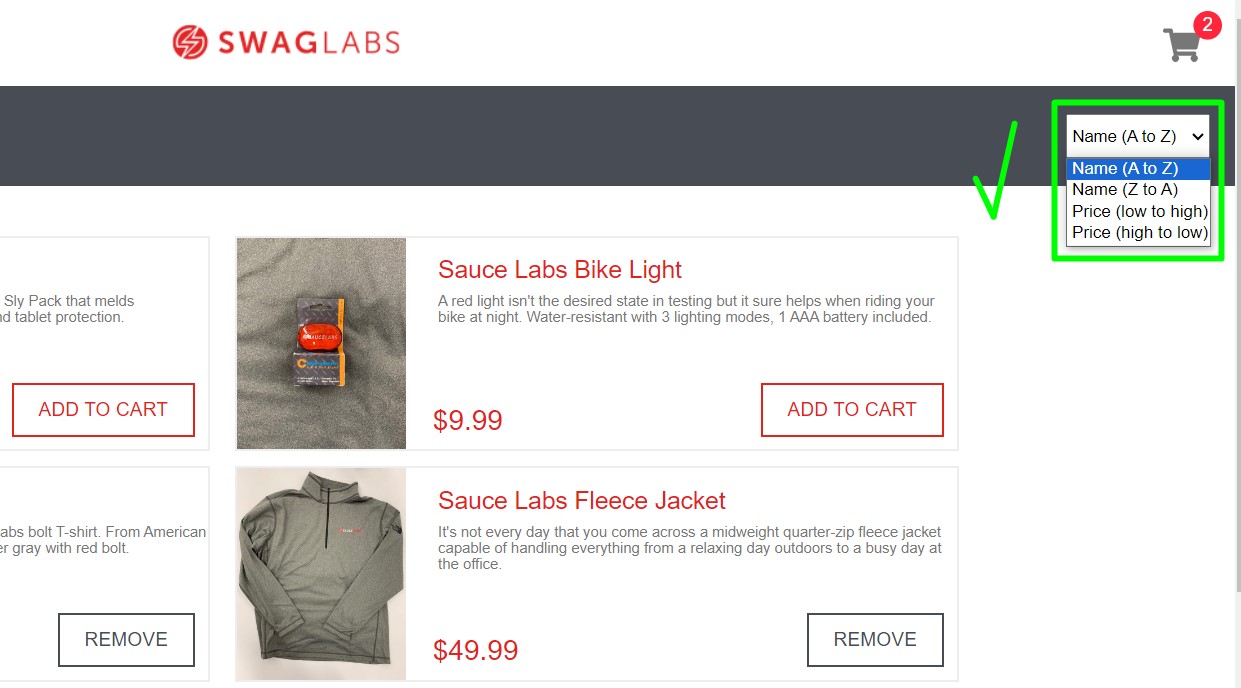 SWAGLABS
2
Name (A to Z)
Name (A to Z)
Name (Z to A)
Price (low to high)
Price (high to low)
Sly Pack that melds
tablet protection.
ADD TO CART
Sauce Labs Bike Light
A red light isn't the desired state in testing but it sure helps when riding your
bike at night. Water-resistant with 3 lighting modes, 1 AAA battery included.
$9.99
ADD TO CART
bolt T-shirt. From American
gray with red bolt.
REMOVE
Sauce Labs Fleece Jacket
It's not every day that you come across a midweight quarter-zip fleece jacket
capable of handling everything from a relaxing day outdoors to a busy day at
the office.
$49.99
REMOVE